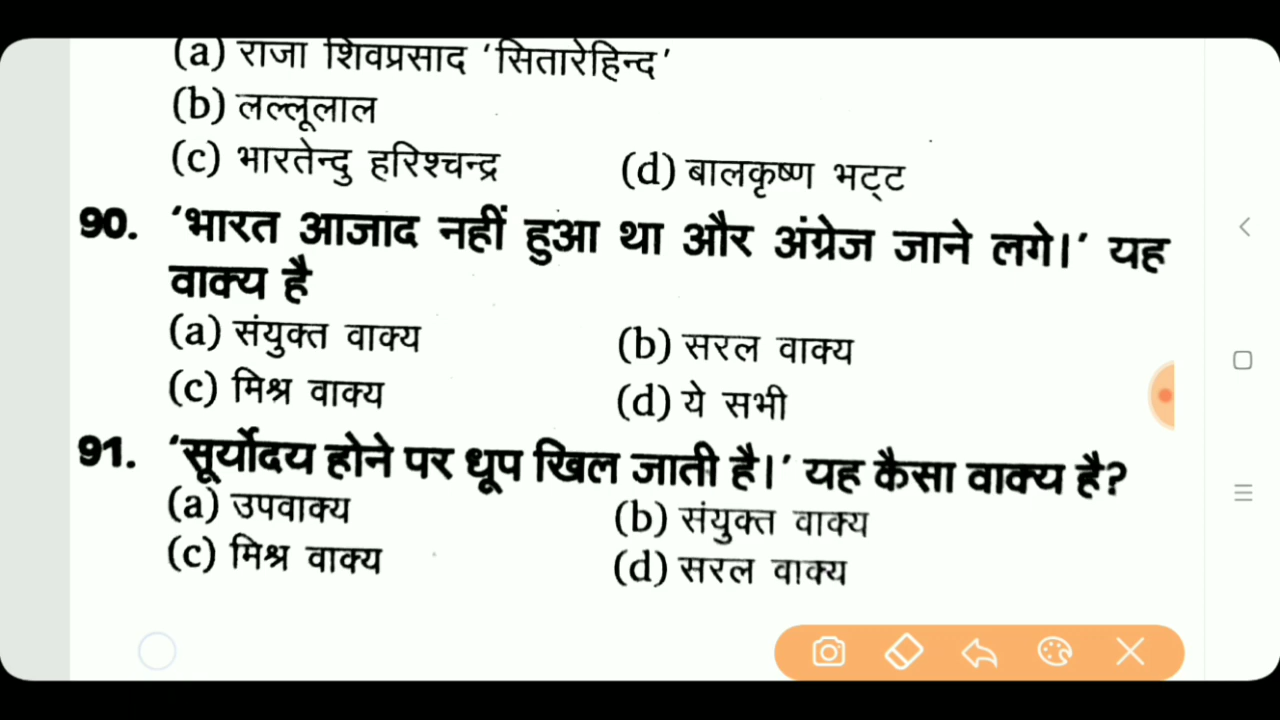 (a) राजा शिवप्रसाद ‘सितारेहिन्द’
(b) लल्लूलाल
(c) भारतेन्दु हरिश्चन्द्र (d) बालकृष्ण भट्ट
90. ‘भारत आजाद नहीं हुआ था और अंग्रेज जाने लगे।’ यह
वाक्य है
(a) संयुक्त वाक्य (b) सरल वाक्य
(c) मिश्र वाक्य (d) ये सभी
91. ‘सूर्योदय होने पर धूप खिल जाती है।’ यह कैसा वाक्य है?
(a) उपवाक्य (b) संयुक्त वाक्य
(c) मिश्र वाक्य (d) सरल वाक्य